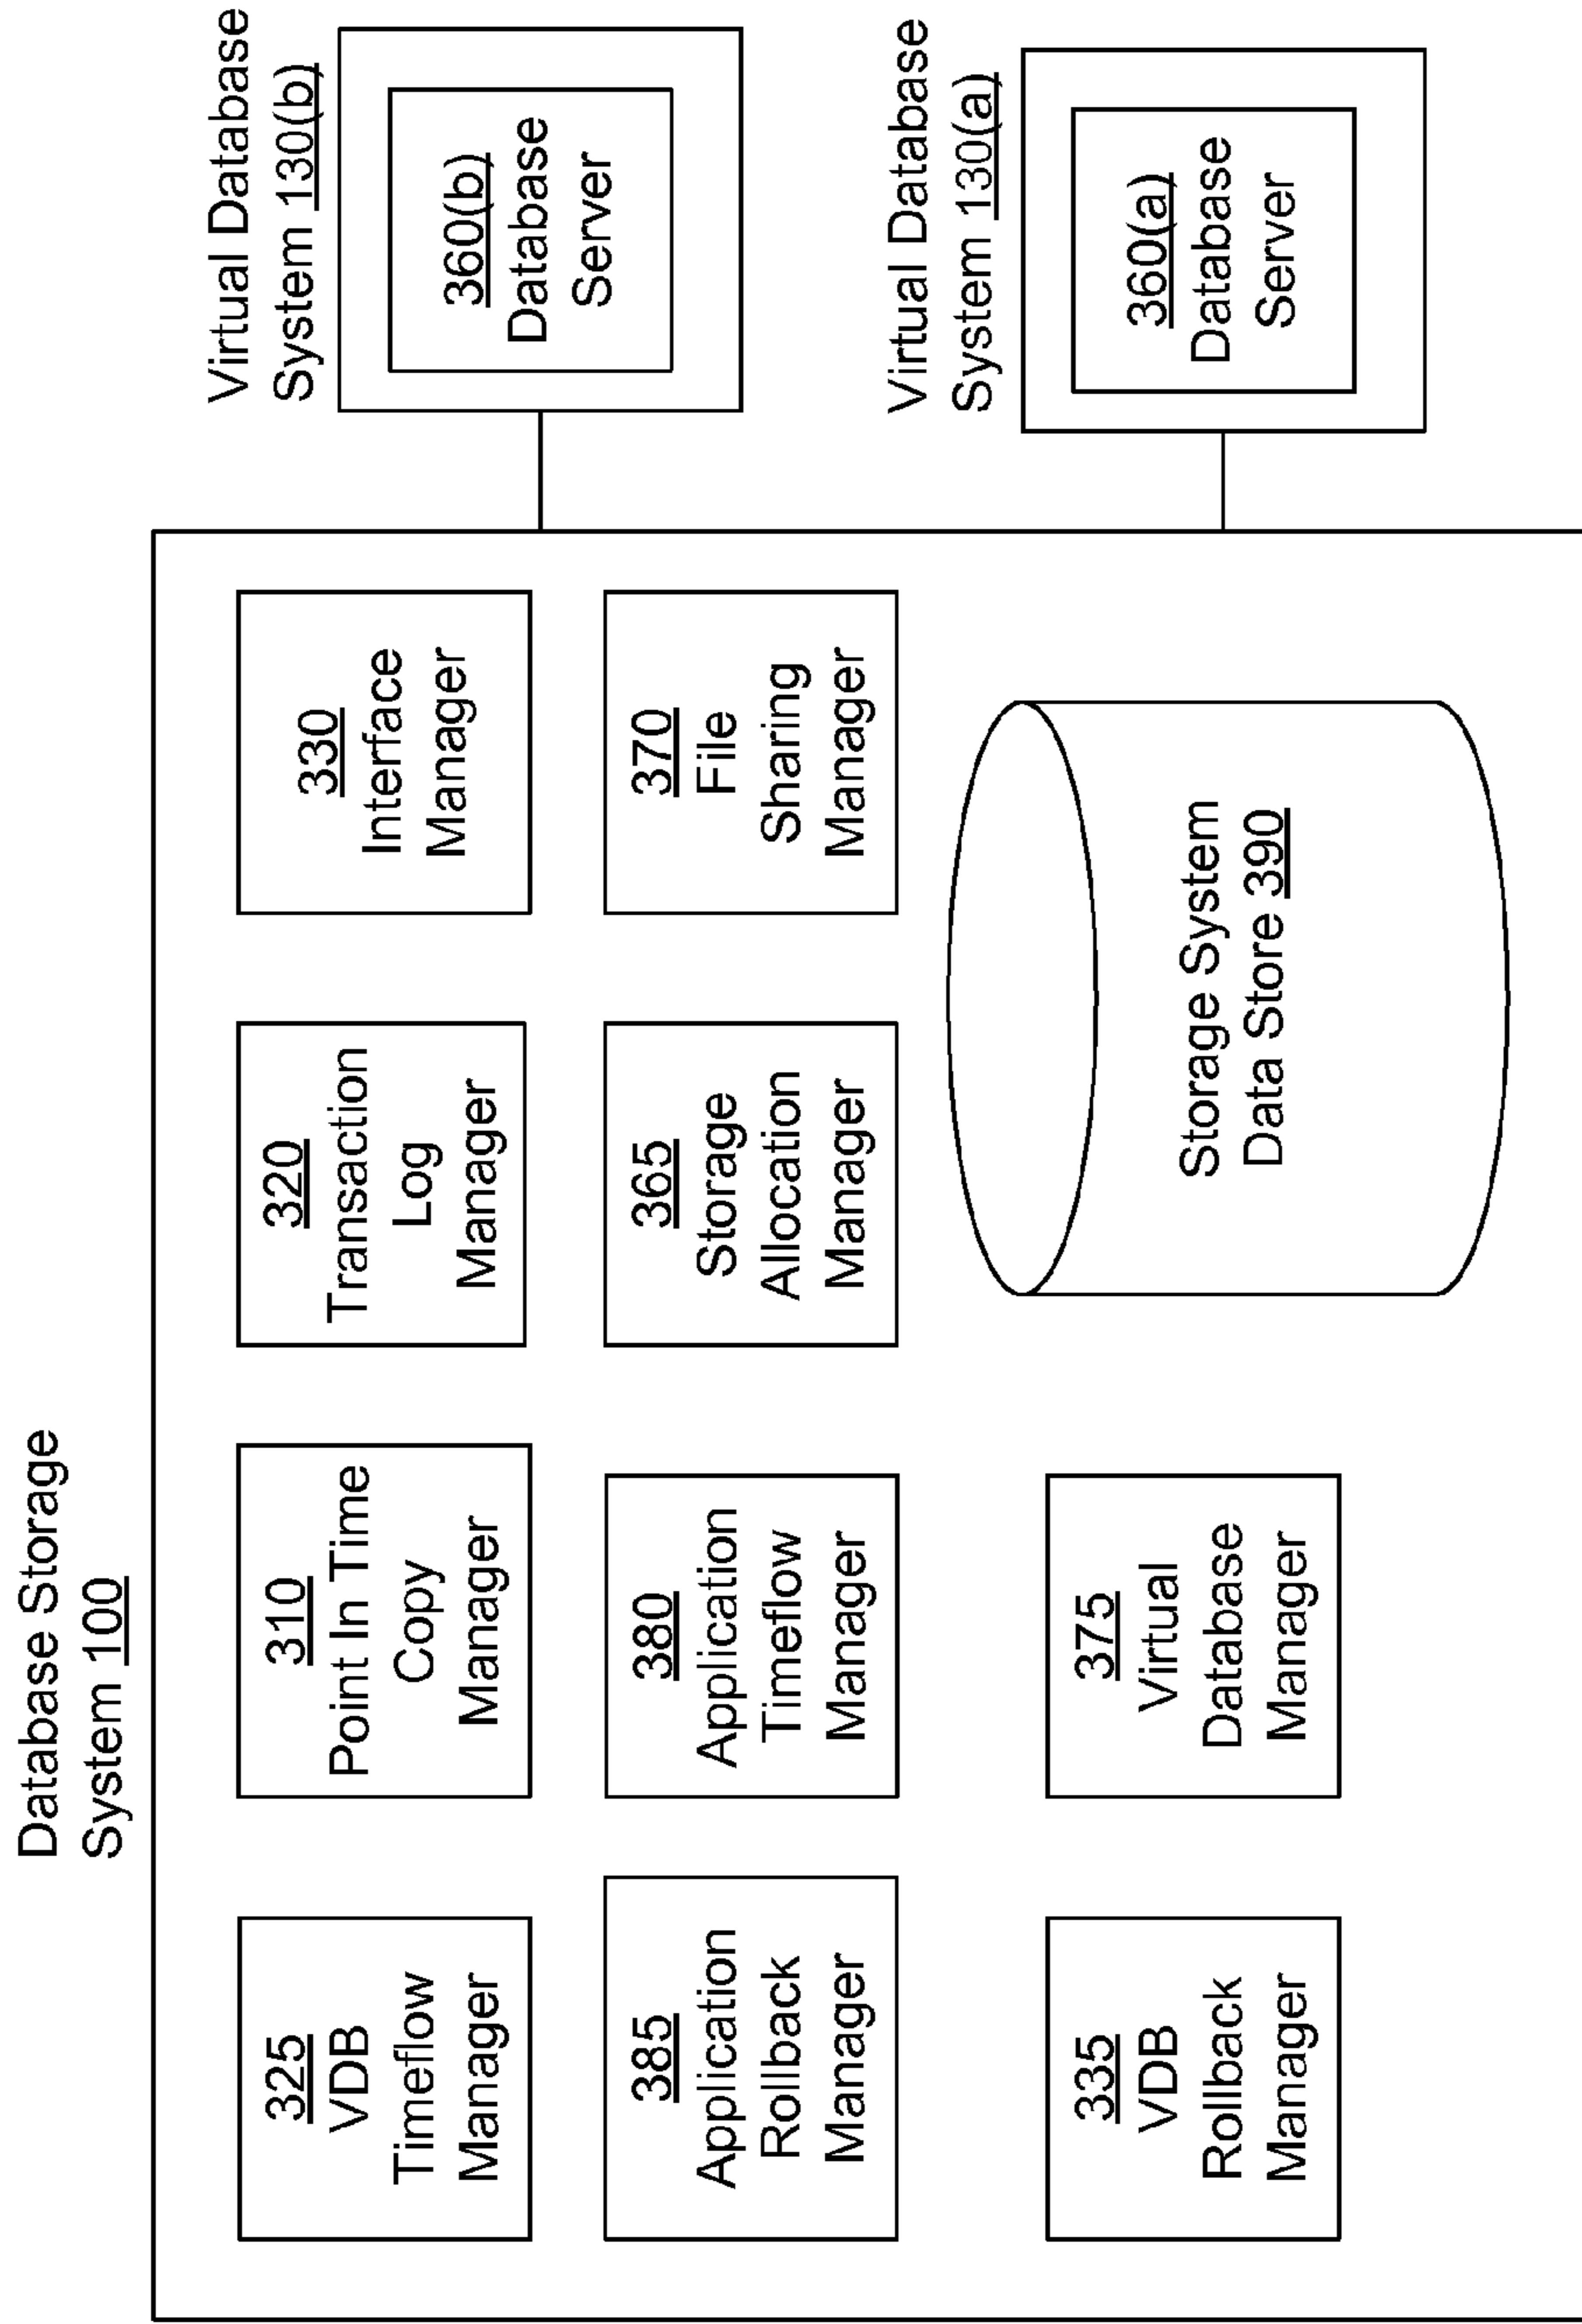 Database Storage
System 100
325
VDB
Timeflow
Manager
310
Point In Time
Copy
Manager
320
Transaction
Log
Manager
330
Interface
Manager
385
Application
Rollback
Manager
380
Application
Timeflow
Manager
365
Storage
Allocation
Manager
370
File
Sharing
Manager
335
VDB
Rollback
Manager
375
Virtual
Database
Manager
Storage System
Data Store 390
Virtual Database
System 130(b)
360(b)
Database
Server
Virtual Database
System 130(a)
360(a)
Database
Server